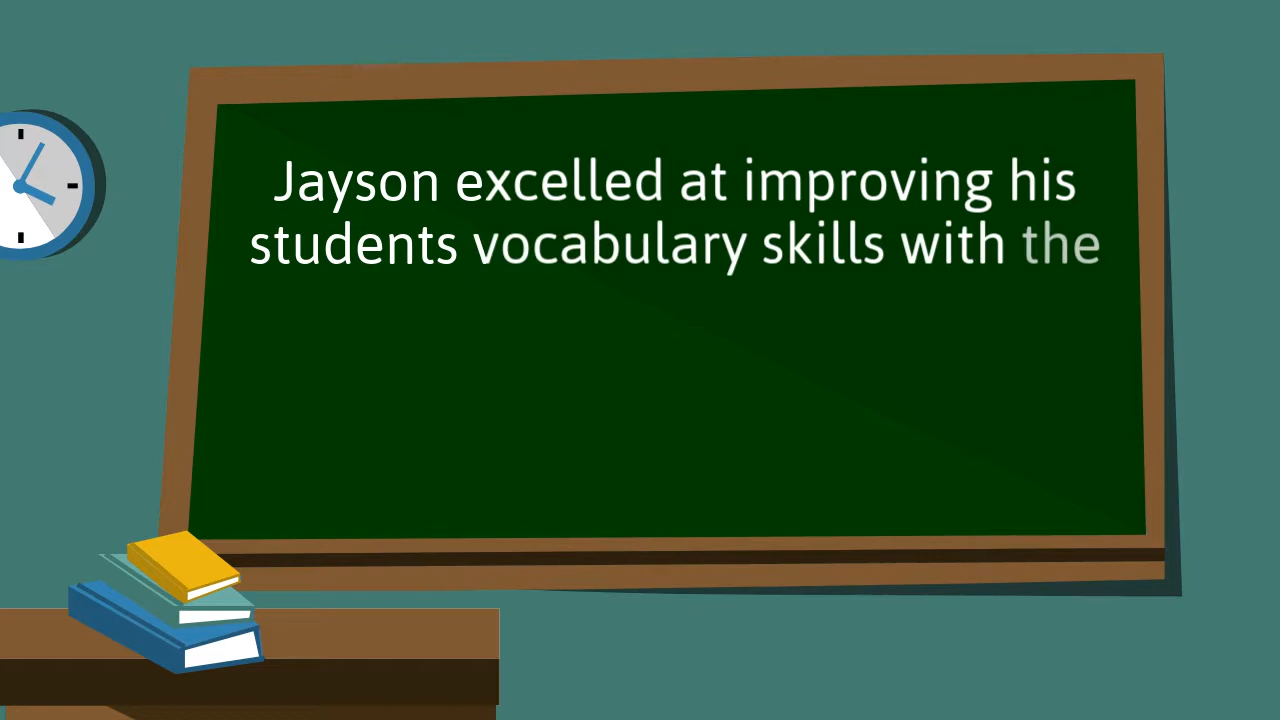 Jayson excelled at improving his
students vocabulary skills with the